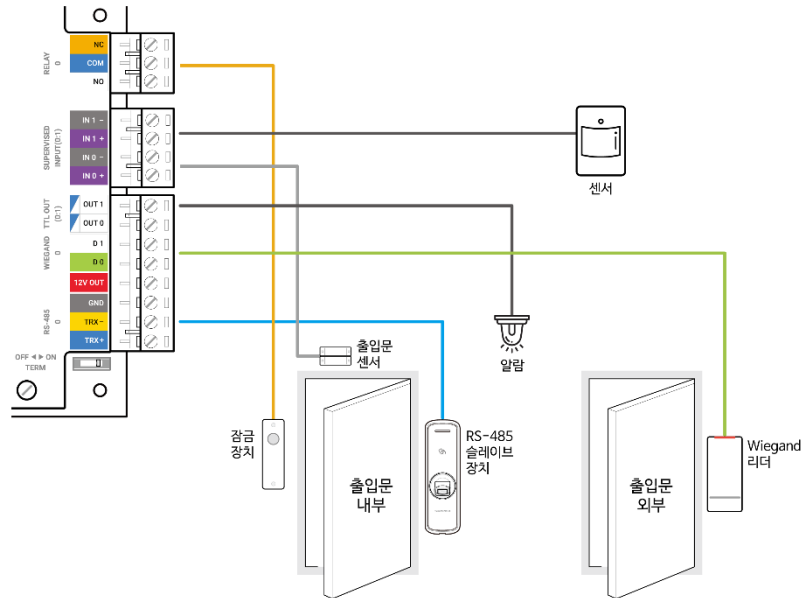 RELAY
0
NC
COM
NO
SUPERVISED
INPUT(0:1)
IN 1 -
IN 1 +
IN 0 -
IN 0 +
TTL OUT
(0:1)
OUT 1
OUT 0
WIEGAND
0
D 1
D 0
12V OUT
GND
RS-485
0
TRX -
TRX +
OFF ◀ ▶ ON
TERM
센서
알람
출입문
센서
잠금
장치
RS-485
슬레이브
장치
출입문
내부
출입문
외부
Wiegand
리더